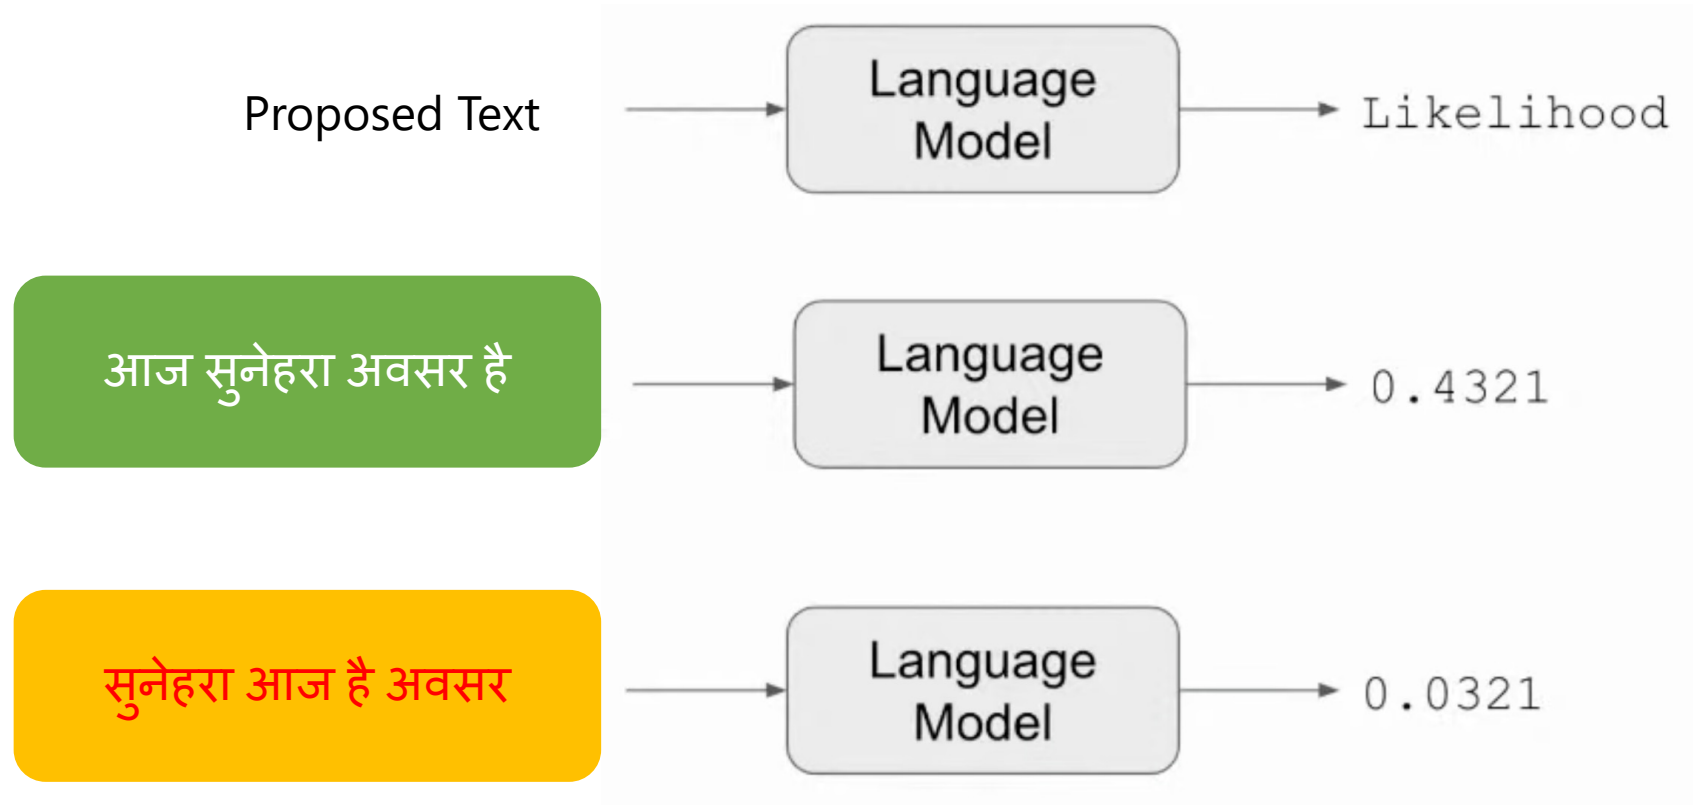 Proposed Text
Language
Model
Likelihood
आज सुनेहरा अवसर है
Language
Model
0.4321
सुनेहरा आज है अवसर
Language
Model
0.0321